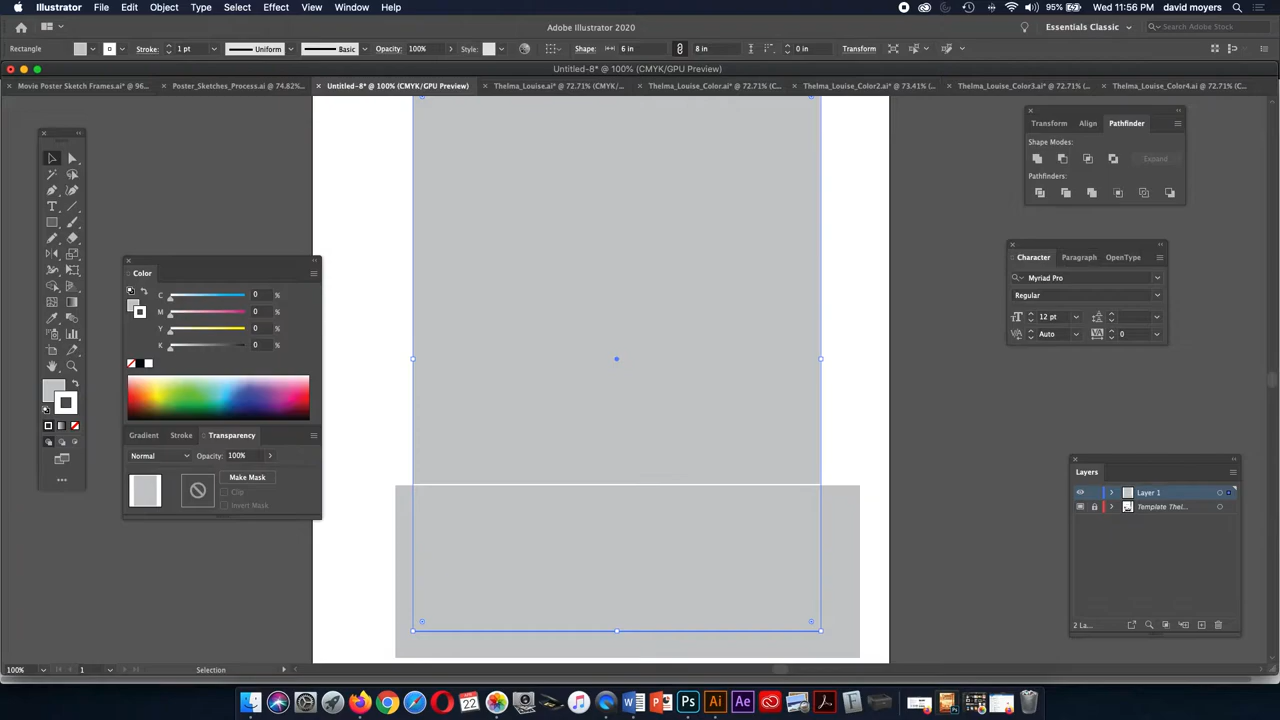 Illustrator File Edit Object Type Select Effect View Window Help 95% Wed 11:56 PM david moyers
Adobe Illustrator 2020 Essentials Classic Search Adobe Stock
Rectangle Stroke: 1 pt Uniform Basic Opacity: 100% Style: Shape: 6 in 8 in 0 in Transform
Untitled-8* @ 100% (CMYK/GPU Preview)
Movie Poster Sketch Frames.ai* @ 96... Poster_Sketches_Process.ai @ 74.82%... Untitled-8* @ 100% (CMYK/GPU Preview) Thelma_Louise.ai* @ 72.71% (CMYK/... Thelma_Louise_Color.ai* @ 72.71% (C... Thelma_Louise_Color2.ai* @ 73.41% (C... Thelma_Louise_Color3.ai* @ 72.71% (C... Thelma_Louise_Color4.ai* @ 72.71% (C...
Transform Align Pathfinder
Shape Modes:
Expand
Pathfinders:
Color
C 0 %
M 0 %
Y 0 %
K 0 %
Gradient Stroke Transparency
Normal Opacity: 100%
Make Mask
Clip
Invert Mask
Character Paragraph OpenType
Myriad Pro
Regular
12 pt
Auto 0
Layers
Layer 1
Template Thel...
2 La...
100% 1 Selection